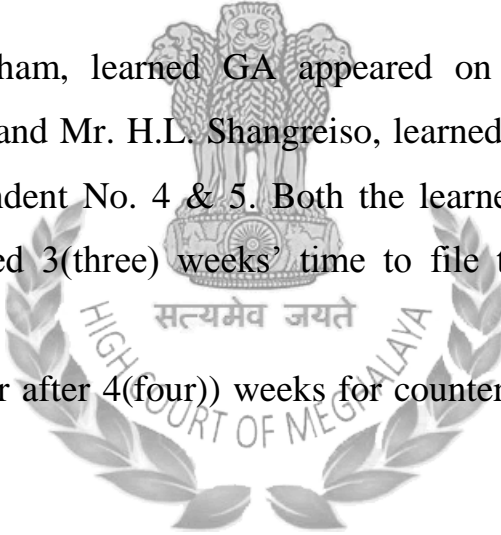 ham, learned GA appeared on
and Mr. H.L. Shangreiso, learned
ndent No. 4 & 5. Both the learne
ed 3(three) weeks’ time to file t
सत्यमेव जयते
r after 4(four)) weeks for counter
HIGH COURT OF MEGHALAYA